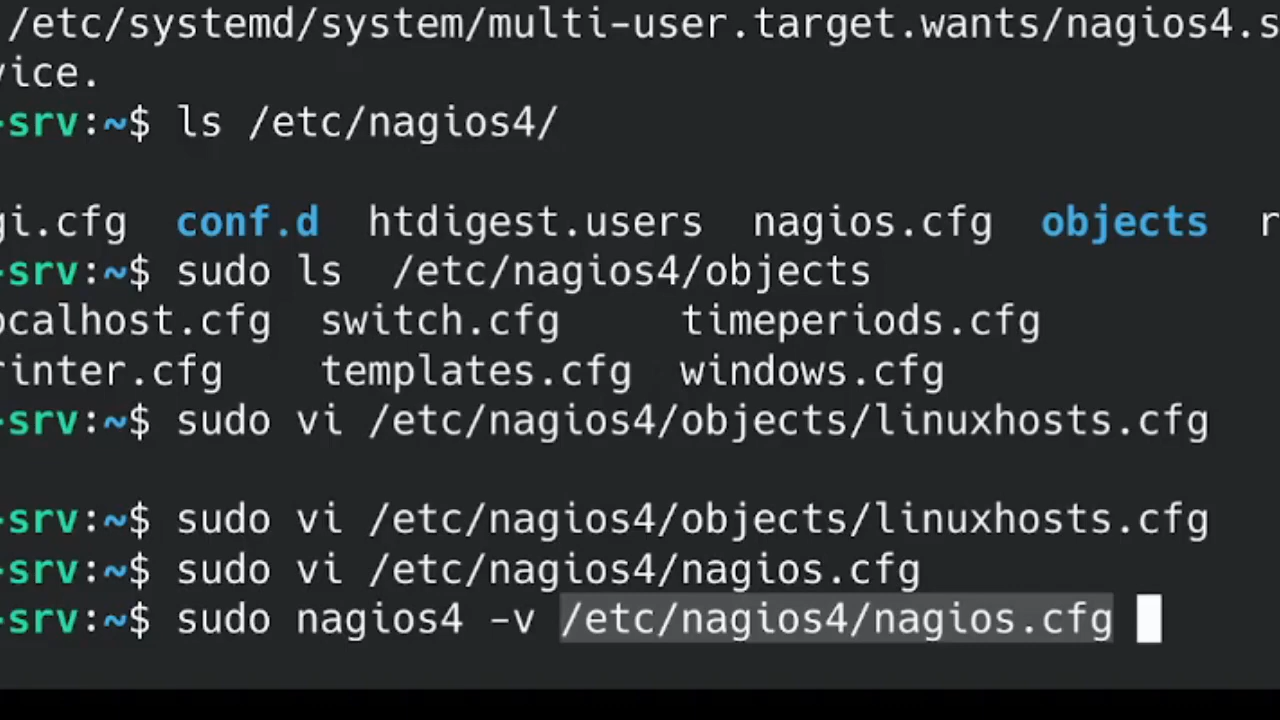 /etc/systemd/system/multi-user.target.wants/nagios4.s
vice.
-srv:~$ ls /etc/nagios4/
gi.cfg conf.d htdigest.users nagios.cfg objects r
-srv:~$ sudo ls /etc/nagios4/objects
ocalhost.cfg switch.cfg timeperiods.cfg
rinter.cfg templates.cfg windows.cfg
-srv:~$ sudo vi /etc/nagios4/objects/linuxhosts.cfg
-srv:~$ sudo vi /etc/nagios4/objects/linuxhosts.cfg
-srv:~$ sudo vi /etc/nagios4/nagios.cfg
-srv:~$ sudo nagios4 -v /etc/nagios4/nagios.cfg